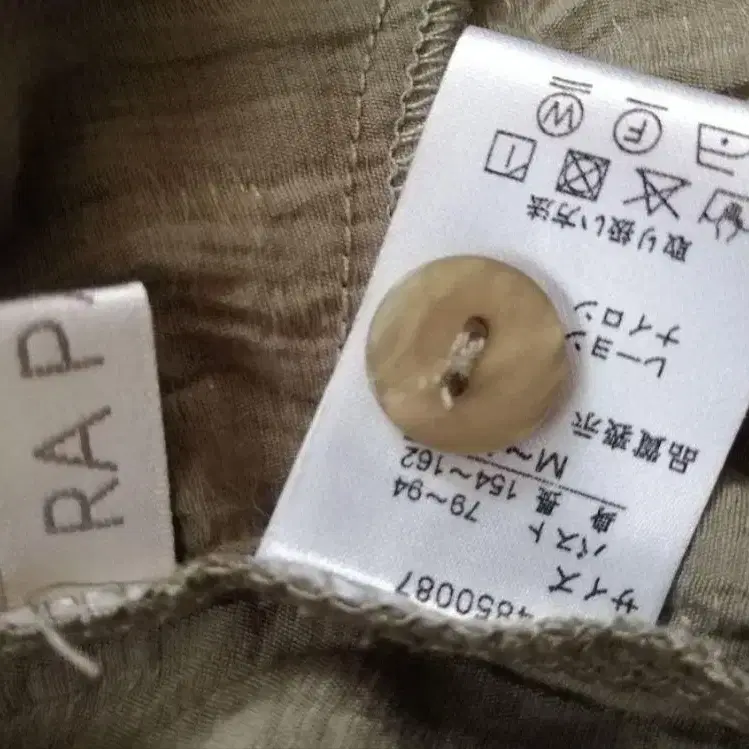 RA P
4850087
サイズ
バスト 79~94
身長 154~162
M~
品質表示
レーヨン
ナイロン
取り扱い方法
F W